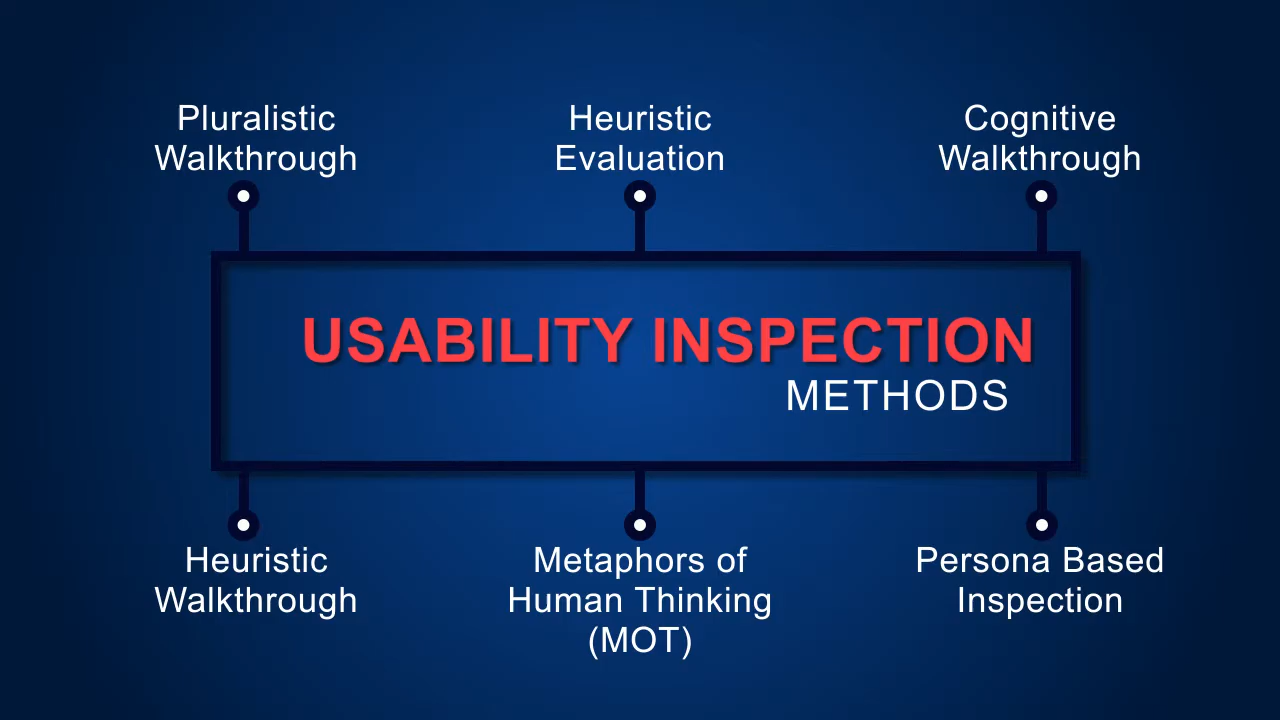 Pluralistic
Walkthrough
Heuristic
Evaluation
Cognitive
Walkthrough
USABILITY INSPECTION
METHODS
Heuristic
Walkthrough
Metaphors of
Human Thinking
(MOT)
Persona Based
Inspection